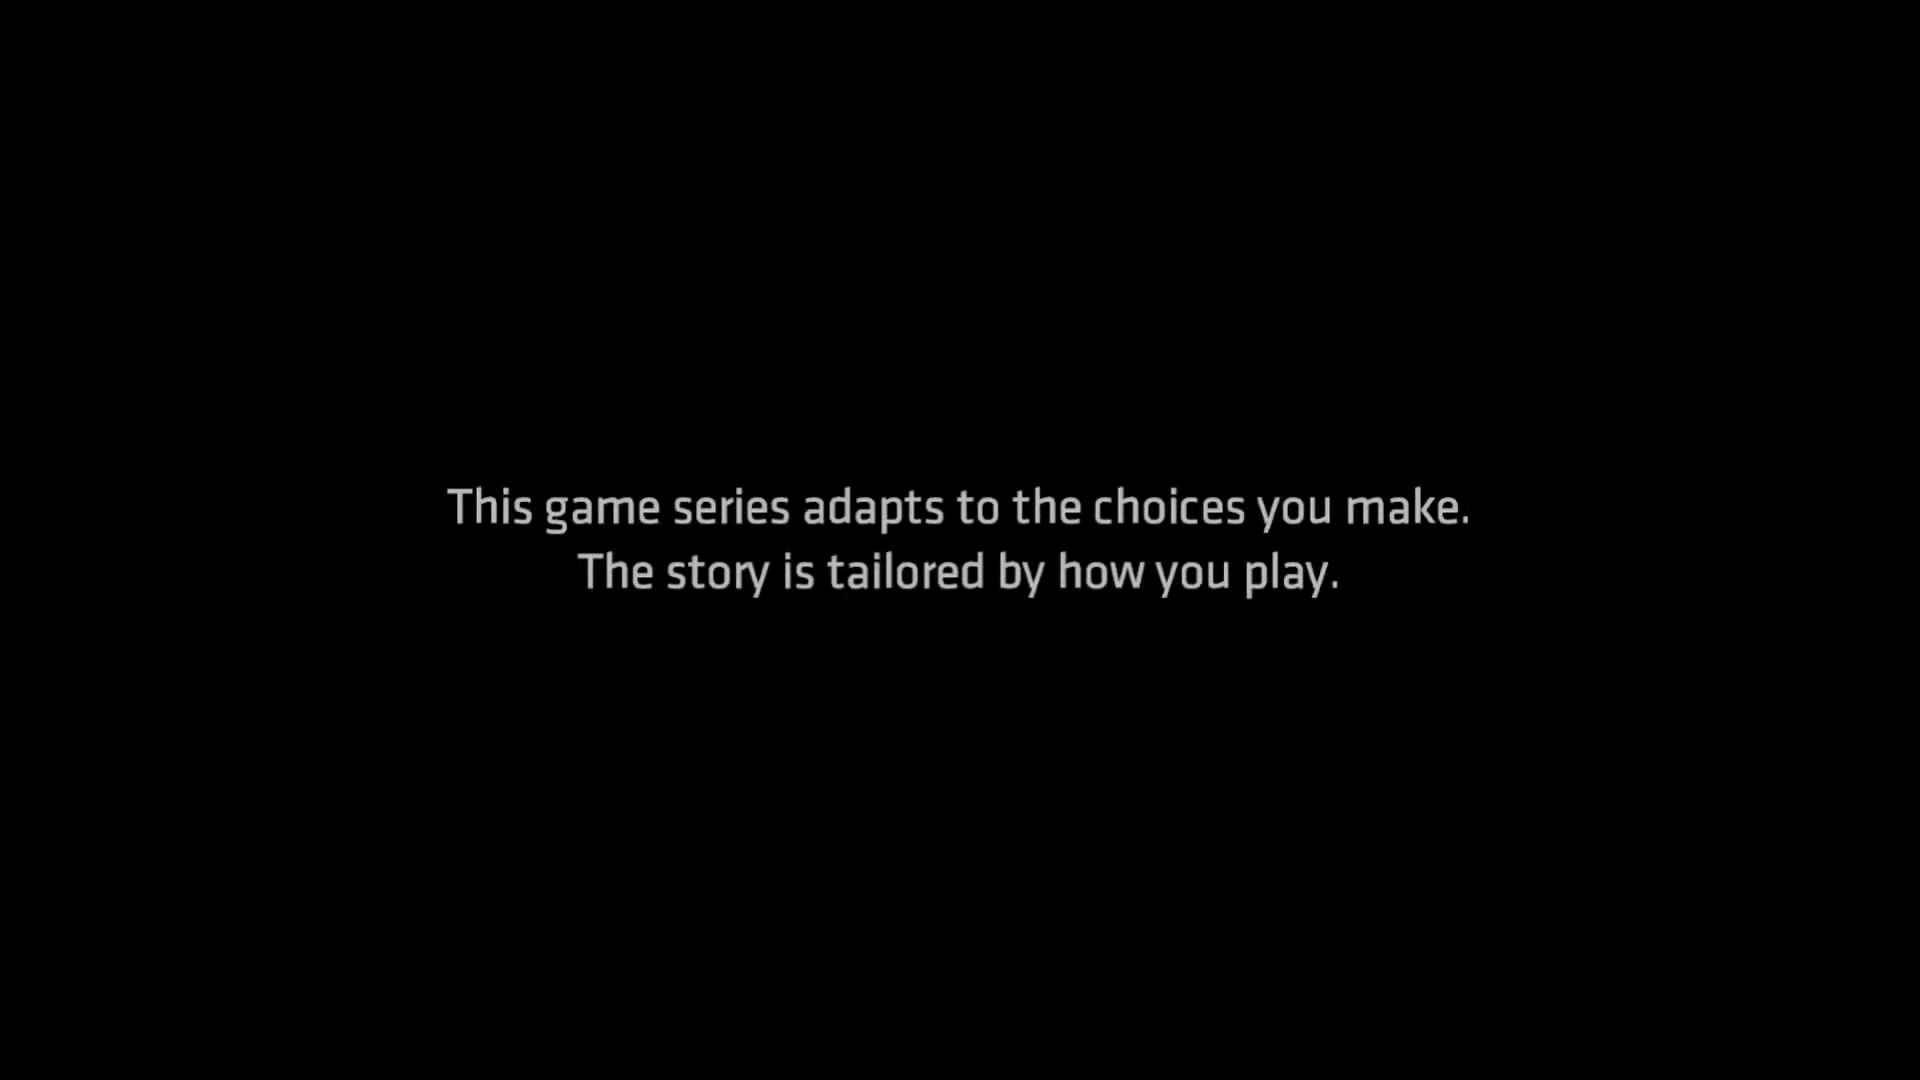 This game series adapts to the choices you make.
The story is tailored by how you play.